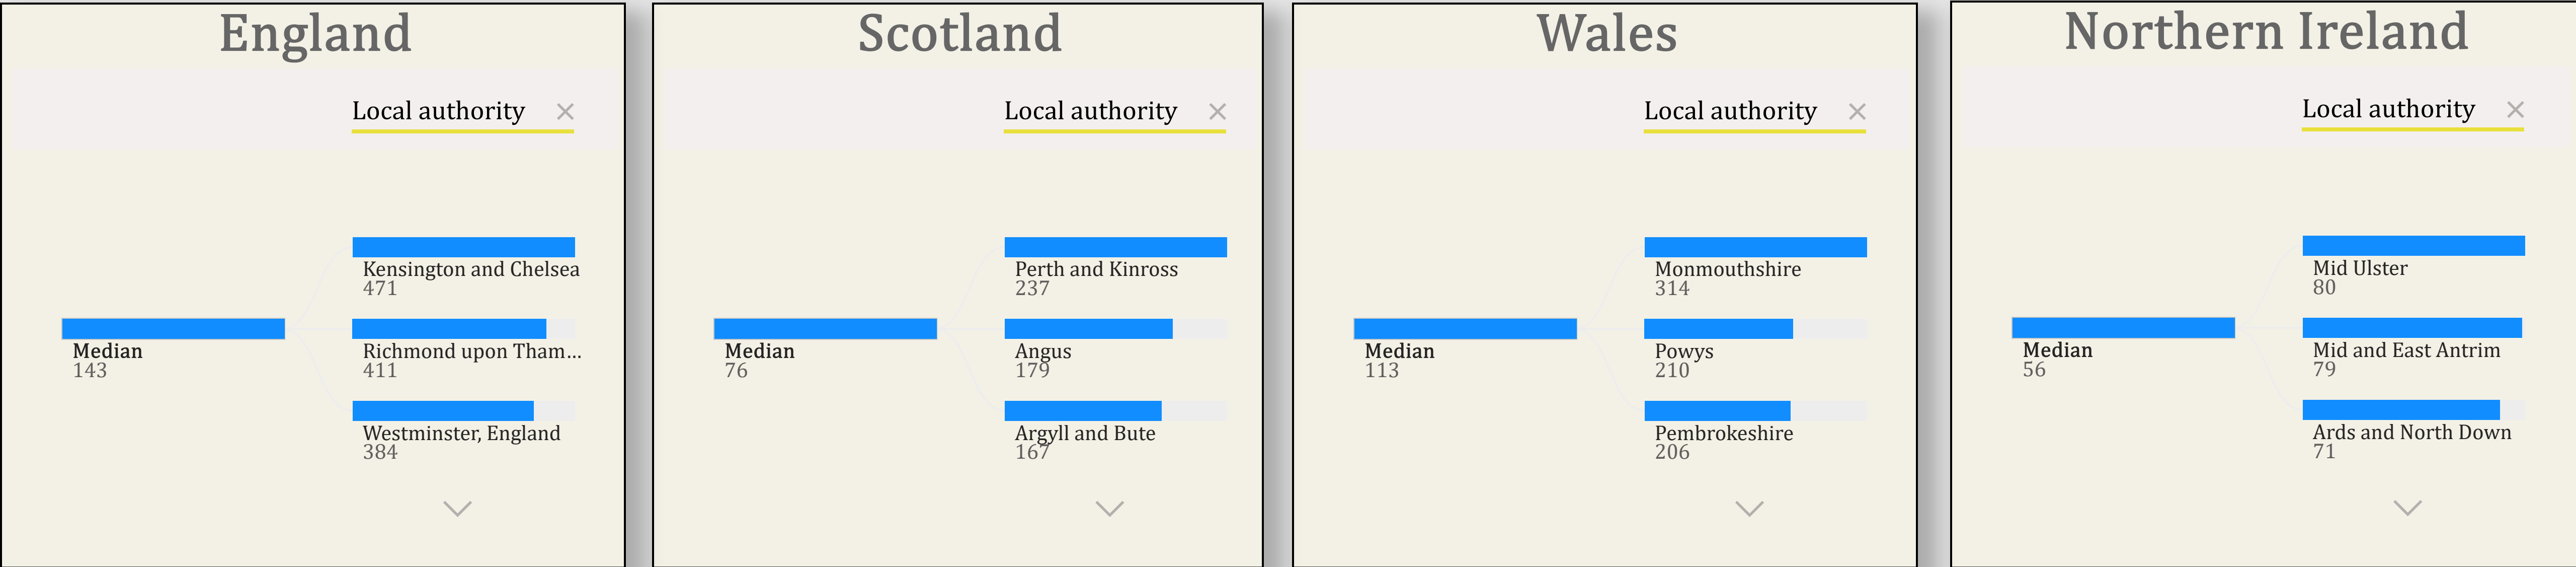 England
Local authority
Kensington and Chelsea
471
Median
143
Richmond upon Tham...
411
Westminster, England
384
Scotland
Local authority
Perth and Kinross
237
Median
76
Angus
179
Argyll and Bute
167
Wales
Local authority
Monmouthshire
314
Median
113
Powys
210
Pembrokeshire
206
Northern Ireland
Local authority
Mid Ulster
80
Median
56
Mid and East Antrim
79
Ards and North Down
71